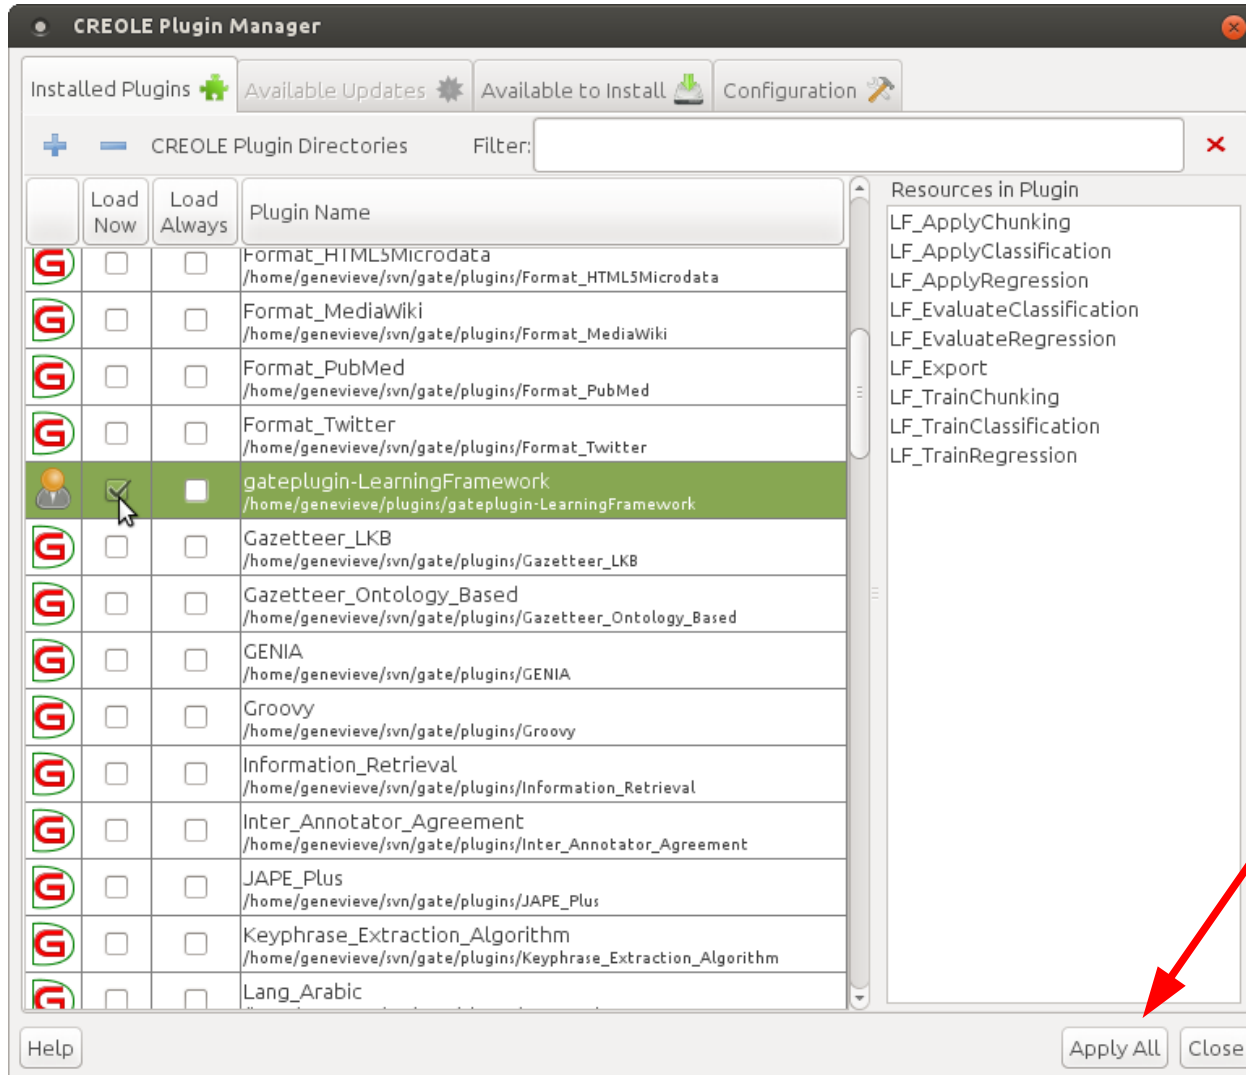 CREOLE Plugin Manager
Installed Plugins
Available Updates
Available to Install
Configuration
CREOLE Plugin Directories
Filter:
Load Now
Load Always
Plugin Name
Format_HTML5Microdata
/home/genevieve/svn/gate/plugins/Format_HTML5Microdata
Format_MediaWiki
/home/genevieve/svn/gate/plugins/Format_MediaWiki
Format_PubMed
/home/genevieve/svn/gate/plugins/Format_PubMed
Format_Twitter
/home/genevieve/svn/gate/plugins/Format_Twitter
gateplugin-LearningFramework
/home/genevieve/plugins/gateplugin-LearningFramework
Gazetteer_LKB
/home/genevieve/svn/gate/plugins/Gazetteer_LKB
Gazetteer_Ontology_Based
/home/genevieve/svn/gate/plugins/Gazetteer_Ontology_Based
GENIA
/home/genevieve/svn/gate/plugins/GENIA
Groovy
/home/genevieve/svn/gate/plugins/Groovy
Information_Retrieval
/home/genevieve/svn/gate/plugins/Information_Retrieval
Inter_Annotator_Agreement
/home/genevieve/svn/gate/plugins/Inter_Annotator_Agreement
JAPE_Plus
/home/genevieve/svn/gate/plugins/JAPE_Plus
Keyphrase_Extraction_Algorithm
/home/genevieve/svn/gate/plugins/Keyphrase_Extraction_Algorithm
Lang_Arabic
Resources in Plugin
LF_ApplyChunking
LF_ApplyClassification
LF_ApplyRegression
LF_EvaluateClassification
LF_EvaluateRegression
LF_Export
LF_TrainChunking
LF_TrainClassification
LF_TrainRegression
Help
Apply All
Close